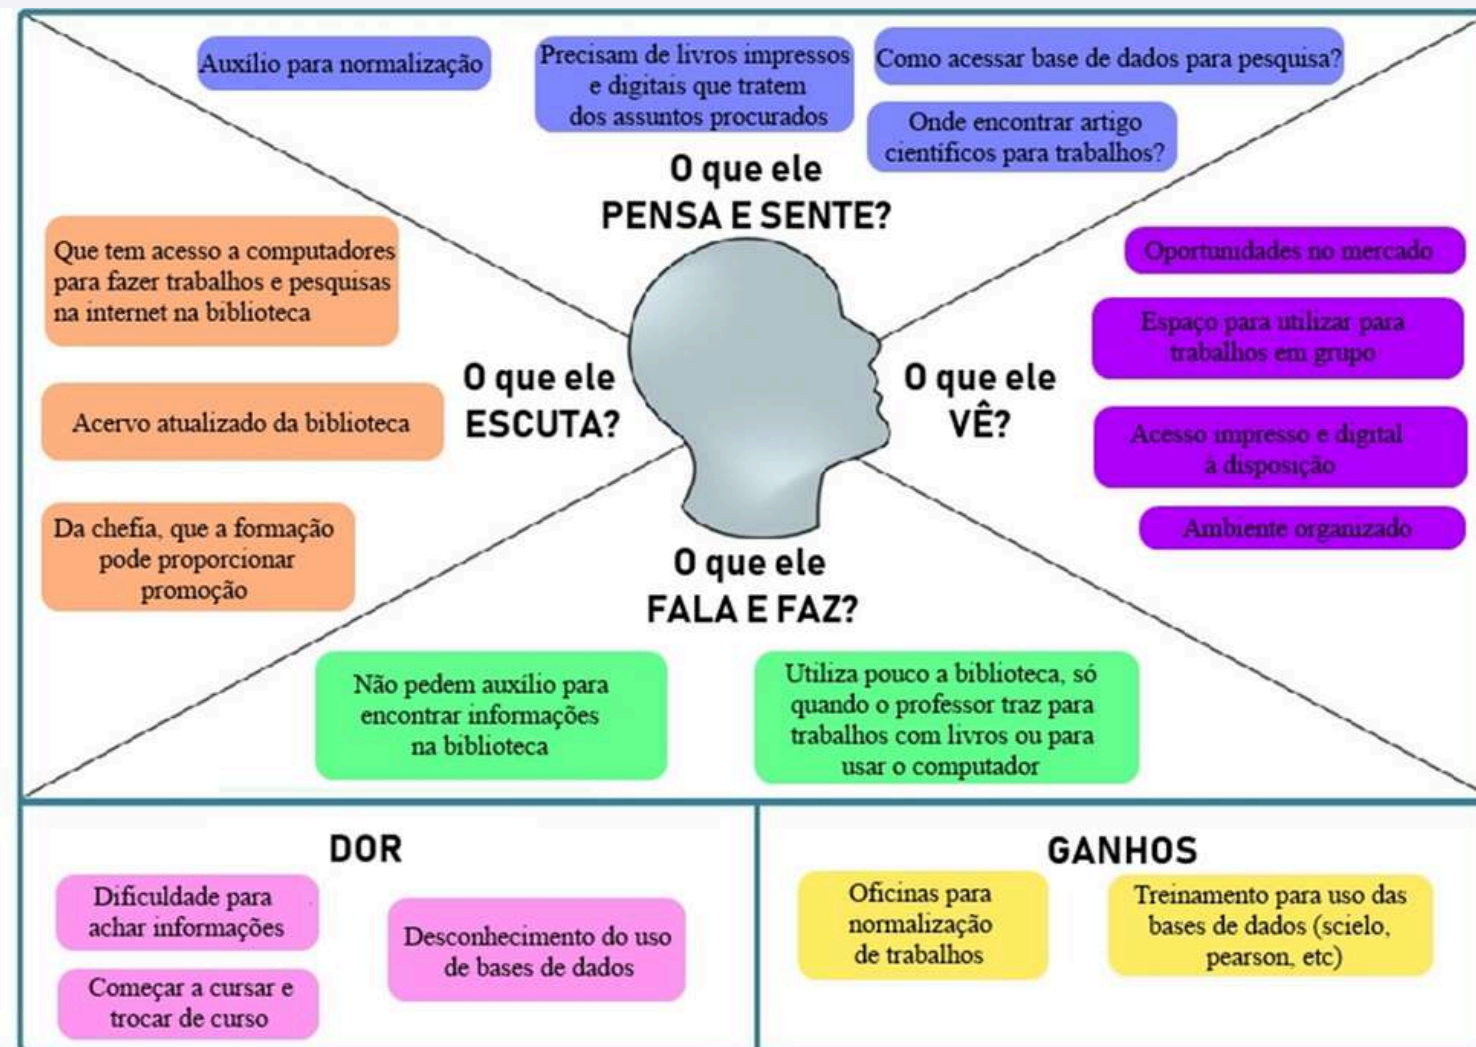 Auxílio para normalização
Precisam de livros impressos
e digitais que tratem
dos assuntos procurados
Como acessar base de dados para pesquisa?
Onde encontrar artigo
científicos para trabalhos?
O que ele
PENSA E SENTE?
Que tem acesso a computadores
para fazer trabalhos e pesquisas
na internet na biblioteca
Acervo atualizado da biblioteca
Da chefia, que a formação
pode proporcionar
promoção
O que ele
ESCUTA?
O que ele
VÊ?
Oportunidades no mercado
Espaço para utilizar para
trabalhos em grupo
Acesso impresso e digital
à disposição
Ambiente organizado
O que ele
FALA E FAZ?
Não pedem auxílio para
encontrar informações
na biblioteca
Utiliza pouco a biblioteca, só
quando o professor traz para
trabalhos com livros ou para
usar o computador
DOR
Dificuldade para
achar informações
Começar a cursar e
trocar de curso
Desconhecimento do uso
de bases de dados
GANHOS
Oficinas para
normalização
de trabalhos
Treinamento para uso das
bases de dados (scielo,
pearson, etc)